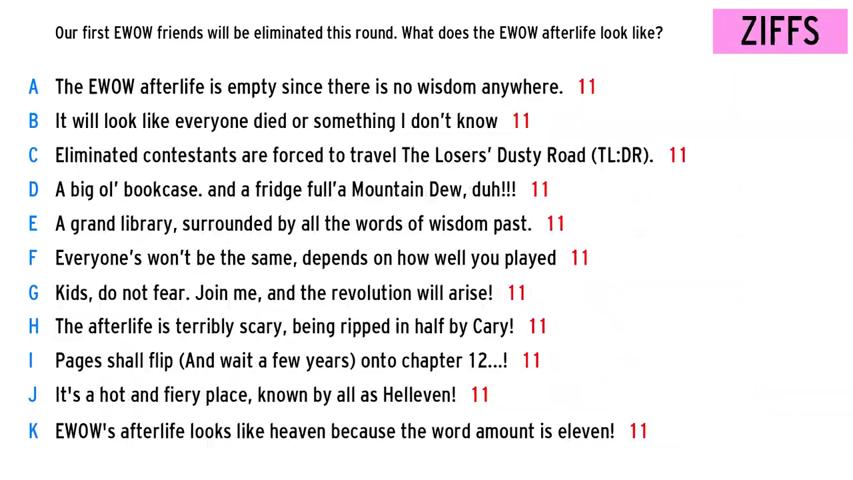 Our first EWOW friends will be eliminated this round. What does the EWOW afterlife look like?
ZIFFS
A The EWOW afterlife is empty since there is no wisdom anywhere. 11
B It will look like everyone died or something I don't know 11
C Eliminated contestants are forced to travel The Losers' Dusty Road (TL:DR). 11
D A big ol' bookcase. and a fridge full'a Mountain Dew, duh!!! 11
E A grand library, surrounded by all the words of wisdom past. 11
F Everyone's won't be the same, depends on how well you played 11
G Kids, do not fear. Join me, and the revolution will arise! 11
H The afterlife is terribly scary, being ripped in half by Cary! 11
I Pages shall flip (And wait a few years) onto chapter 12...! 11
J It's a hot and fiery place, known by all as Helleven! 11
K EWOW's afterlife looks like heaven because the word amount is eleven! 11